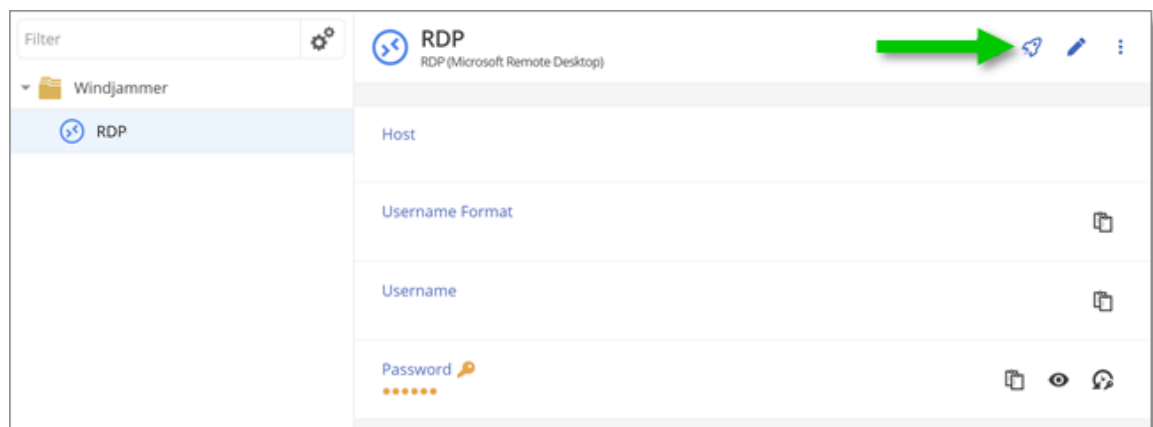 Filter
Windjammer
RDP
RDP
RDP (Microsoft Remote Desktop)
Host
Username Format
Username
Password